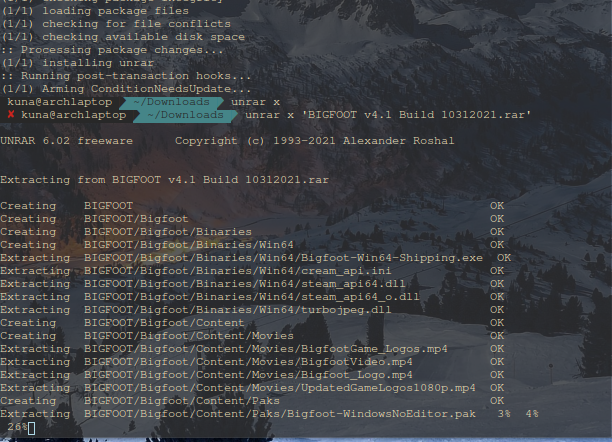 (1/1) checking package integrity
(1/1) loading package files
(1/1) checking for file conflicts
(1/1) checking available disk space
:: Processing package changes...
(1/1) installing unrar
:: Running post-transaction hooks...
(1/1) Arming ConditionNeedsUpdate...
kuna@archlaptop ~/Downloads unrar x
✘ kuna@archlaptop ~/Downloads unrar x 'BIGFOOT v4.1 Build 10312021.rar'
UNRAR 6.02 freeware Copyright (c) 1993-2021 Alexander Roshal
Extracting from BIGFOOT v4.1 Build 10312021.rar
Creating BIGFOOT OK
Creating BIGFOOT/Bigfoot OK
Creating BIGFOOT/Bigfoot/Binaries OK
Creating BIGFOOT/Bigfoot/Binaries/Win64 OK
Extracting BIGFOOT/Bigfoot/Binaries/Win64/Bigfoot-Win64-Shipping.exe OK
Extracting BIGFOOT/Bigfoot/Binaries/Win64/cream_api.ini OK
Extracting BIGFOOT/Bigfoot/Binaries/Win64/steam_api64.dll OK
Extracting BIGFOOT/Bigfoot/Binaries/Win64/steam_api64_o.dll OK
Extracting BIGFOOT/Bigfoot/Binaries/Win64/turbojpeg.dll OK
Creating BIGFOOT/Bigfoot/Content OK
Creating BIGFOOT/Bigfoot/Content/Movies OK
Extracting BIGFOOT/Bigfoot/Content/Movies/BigfootGame_Logos.mp4 OK
Extracting BIGFOOT/Bigfoot/Content/Movies/BigfootVideo.mp4 OK
Extracting BIGFOOT/Bigfoot/Content/Movies/Bigfoot_Logo.mp4 OK
Extracting BIGFOOT/Bigfoot/Content/Movies/UpdatedGameLogos1080p.mp4 OK
Creating BIGFOOT/Bigfoot/Content/Paks OK
Extracting BIGFOOT/Bigfoot/Content/Paks/Bigfoot-WindowsNoEditor.pak 3% 4%
26%